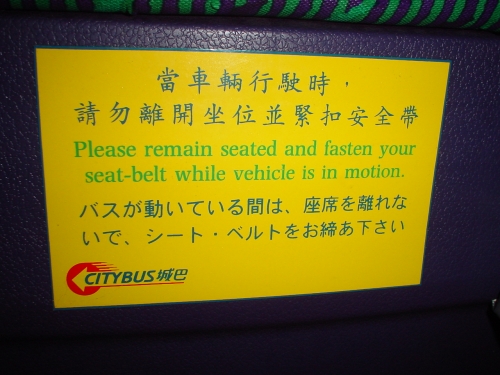 當車輛行駛時，
請勿離開坐位並緊扣安全帶
Please remain seated and fasten your
seat-belt while vehicle is in motion.
バスが動いている間は、座席を離れな
いで、シート・ベルトをお締あ下さい
CITYBUS城巴